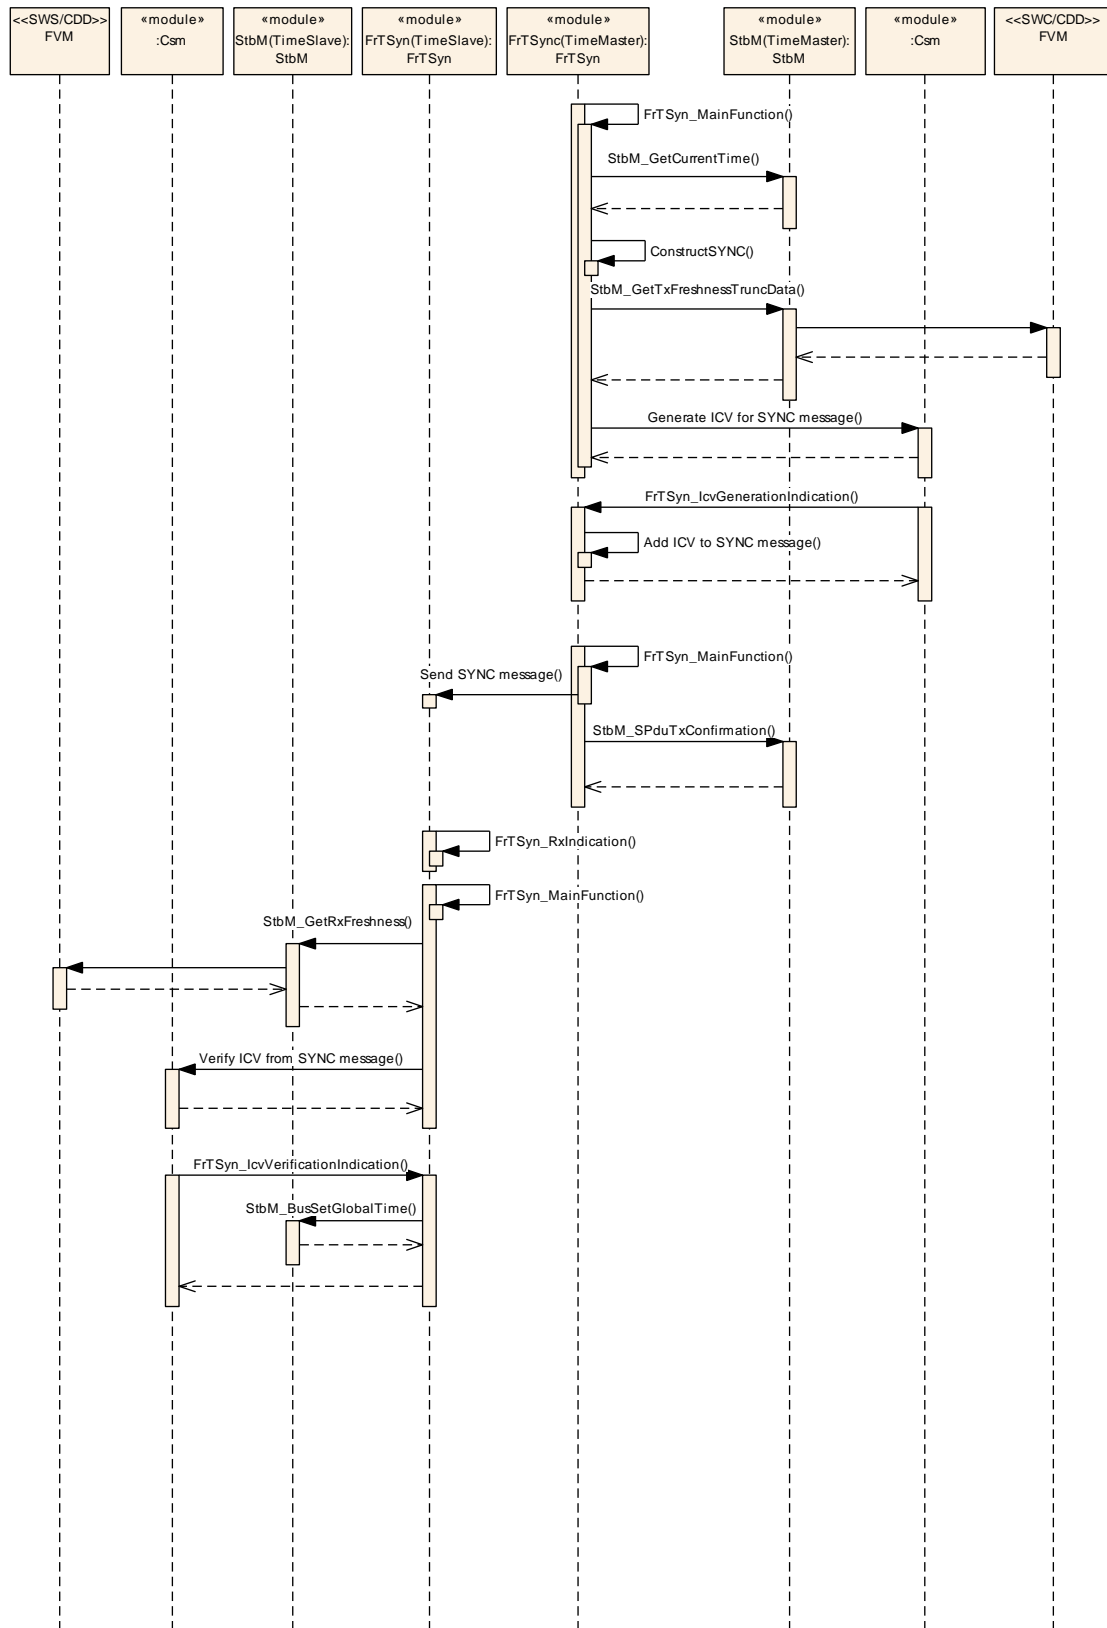 <<SWS/CDD>>
FVM
«module»
:Csm
«module»
StbM(TimeSlave):
StbM
«module»
FrTSyn(TimeSlave):
FrTSyn
«module»
FrTSync(TimeMaster):
FrTSyn
«module»
StbM(TimeMaster):
StbM
«module»
:Csm
<<SWC/CDD>>
FVM
FrTSyn_MainFunction()
StbM_GetCurrentTime()
ConstructSYNC()
StbM_GetTxFreshnessTruncData()
Generate ICV for SYNC message()
FrTSyn_IcvGenerationIndication()
Add ICV to SYNC message()
FrTSyn_MainFunction()
Send SYNC message()
StbM_SPduTxConfirmation()
FrTSyn_RxIndication()
FrTSyn_MainFunction()
StbM_GetRxFreshness()
Verify ICV from SYNC message()
FrTSyn_IcvVerificationIndication()
StbM_BusSetGlobalTime()